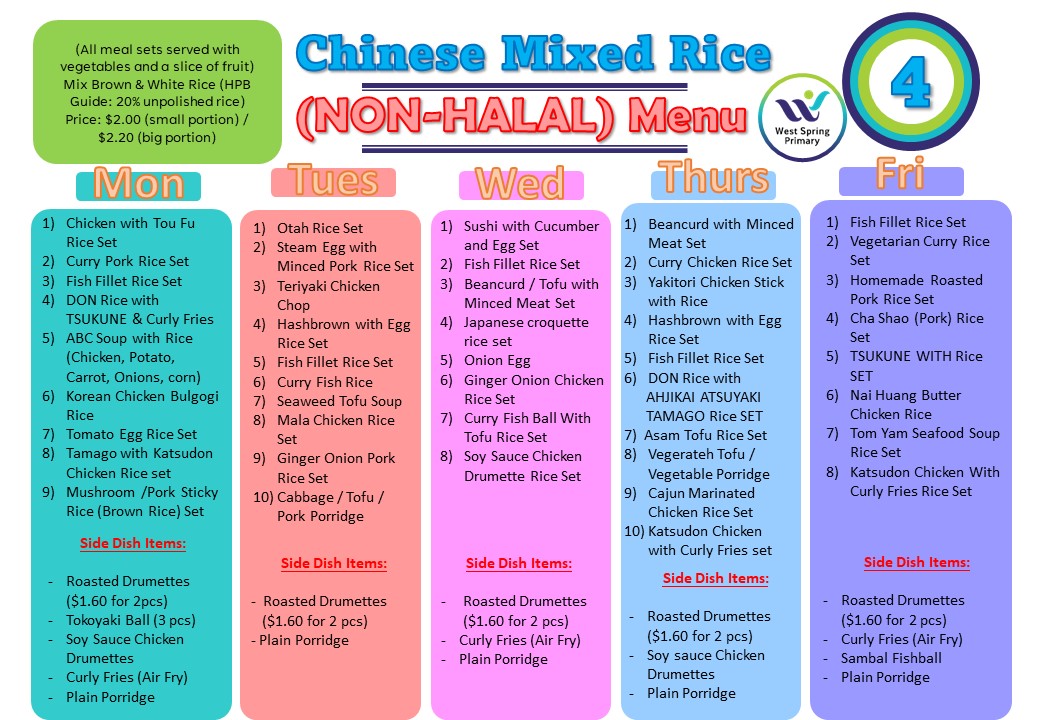 (All meal sets served with
vegetables and a slice of fruit)
Mix Brown & White Rice (HPB
Guide: 20% unpolished rice)
Price: $2.00 (small portion) /
$2.20 (big portion)
Chinese Mixed Rice
(NON-HALAL) Menu
West Spring
Primary
4
Mon
1) Chicken with Tou Fu
Rice Set
2) Curry Pork Rice Set
3) Fish Fillet Rice Set
4) DON Rice with
TSUKUNE & Curly Fries
5) ABC Soup with Rice
(Chicken, Potato,
Carrot, Onions, corn)
6) Korean Chicken Bulgogi
Rice
7) Tomato Egg Rice Set
8) Tamago with Katsudon
Chicken Rice set
9) Mushroom /Pork Sticky
Rice (Brown Rice) Set
Side Dish Items:
- Roasted Drumettes
($1.60 for 2pcs)
- Tokoyaki Ball (3 pcs)
- Soy Sauce Chicken
Drumettes
- Curly Fries (Air Fry)
- Plain Porridge
Tues
1) Otah Rice Set
2) Steam Egg with
Minced Pork Rice Set
3) Teriyaki Chicken
Chop
4) Hashbrown with Egg
Rice Set
5) Fish Fillet Rice Set
6) Curry Fish Rice
7) Seaweed Tofu Soup
8) Mala Chicken Rice
Set
9) Ginger Onion Pork
Rice Set
10) Cabbage / Tofu /
Pork Porridge
Side Dish Items:
- Roasted Drumettes
($1.60 for 2 pcs)
- Plain Porridge
Wed
1) Sushi with Cucumber
and Egg Set
2) Fish Fillet Rice Set
3) Beancurd / Tofu with
Minced Meat Set
4) Japanese croquette
rice set
5) Onion Egg
6) Ginger Onion Chicken
Rice Set
7) Curry Fish Ball With
Tofu Rice Set
8) Soy Sauce Chicken
Drumette Rice Set
Side Dish Items:
- Roasted Drumettes
($1.60 for 2 pcs)
- Curly Fries (Air Fry)
- Plain Porridge
Thurs
1) Beancurd with Minced
Meat Set
2) Curry Chicken Rice Set
3) Yakitori Chicken Stick
with Rice
4) Hashbrown with Egg
Rice Set
5) Fish Fillet Rice Set
6) DON Rice with
AHJIKAI ATSUYAKI
TAMAGO Rice SET
7) Asam Tofu Rice Set
8) Vegerateh Tofu /
Vegetable Porridge
9) Cajun Marinated
Chicken Rice Set
10) Katsudon Chicken
with Curly Fries set
Side Dish Items:
- Roasted Drumettes
($1.60 for 2 pcs)
- Soy sauce Chicken
Drumettes
- Plain Porridge
Fri
1) Fish Fillet Rice Set
2) Vegetarian Curry Rice
Set
3) Homemade Roasted
Pork Rice Set
4) Cha Shao (Pork) Rice
Set
5) TSUKUNE WITH Rice
SET
6) Nai Huang Butter
Chicken Rice
7) Tom Yam Seafood Soup
Rice Set
8) Katsudon Chicken With
Curly Fries Rice Set
Side Dish Items:
- Roasted Drumettes
($1.60 for 2 pcs)
- Curly Fries (Air Fry)
- Sambal Fishball
- Plain Porridge